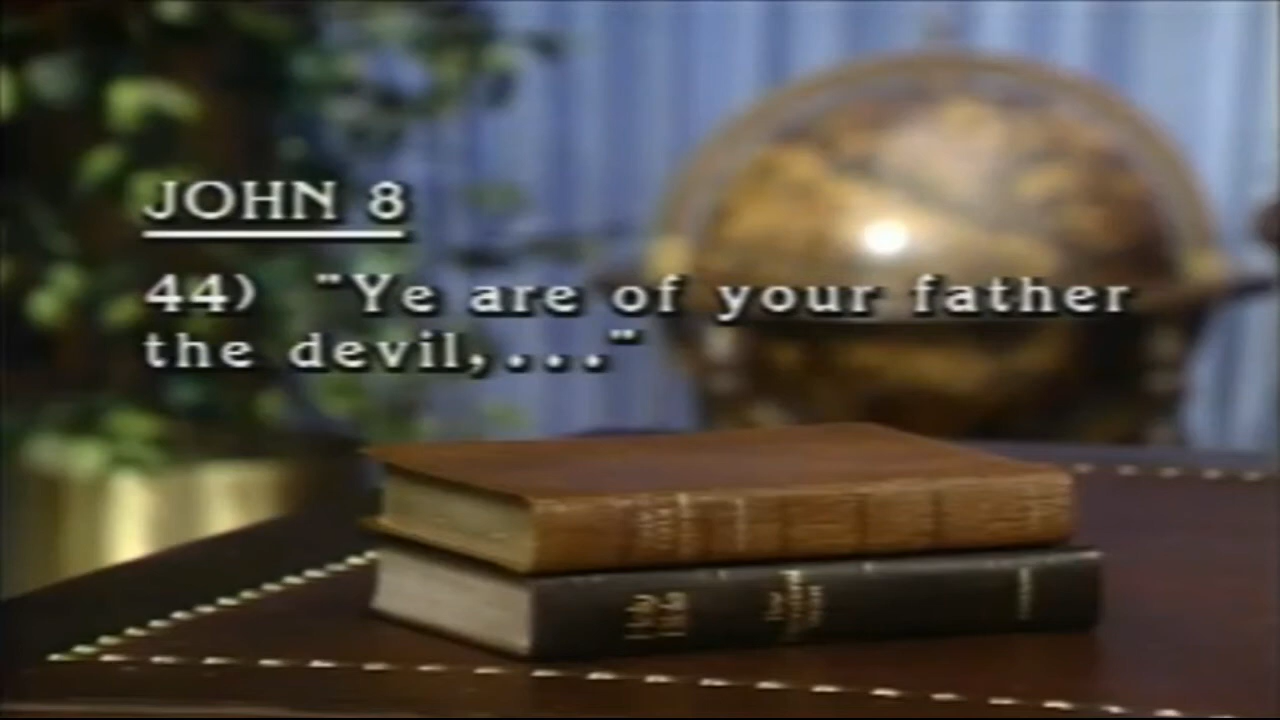 JOHN 8
44) "Ye are of your father
the devil,..."